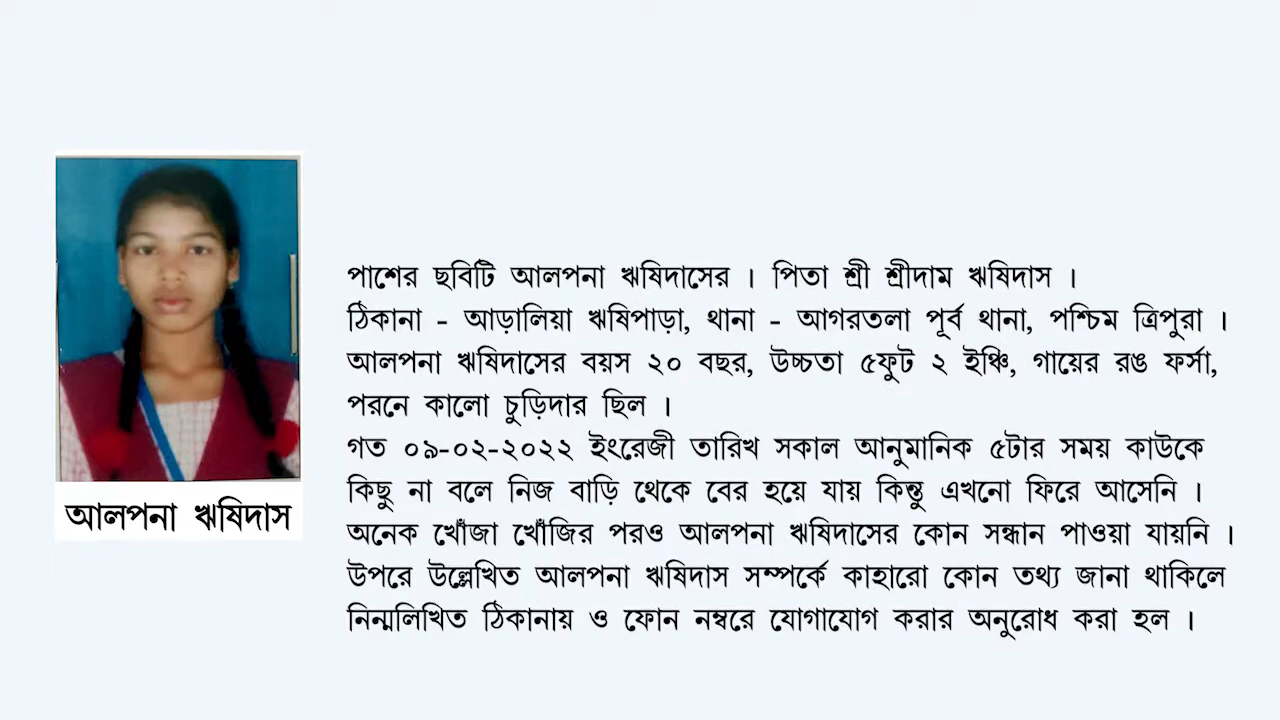 আলপনা ঋষিদাস
পাশের ছবিটি আলপনা ঋষিদাসের । পিতা শ্রী শ্রীদাম ঋষিদাস ।
ঠিকানা - আড়ালিয়া ঋষিপাড়া, থানা - আগরতলা পূর্ব থানা, পশ্চিম ত্রিপুরা ।
আলপনা ঋষিদাসের বয়স ২০ বছর, উচ্চতা ৫ফুট ২ ইঞ্চি, গায়ের রঙ ফর্সা,
পরনে কালো চুড়িদার ছিল ।
গত ০৯-০২-২০২২ ইংরেজী তারিখ সকাল আনুমানিক ৫টার সময় কাউকে
কিছু না বলে নিজ বাড়ি থেকে বের হয়ে যায় কিন্তু এখনো ফিরে আসেনি ।
অনেক খোঁজা খোঁজির পরও আলপনা ঋষিদাসের কোন সন্ধান পাওয়া যায়নি ।
উপরে উল্লেখিত আলপনা ঋষিদাস সম্পর্কে কাহারো কোন তথ্য জানা থাকিলে
নিন্মলিখিত ঠিকানায় ও ফোন নম্বরে যোগাযোগ করার অনুরোধ করা হল ।